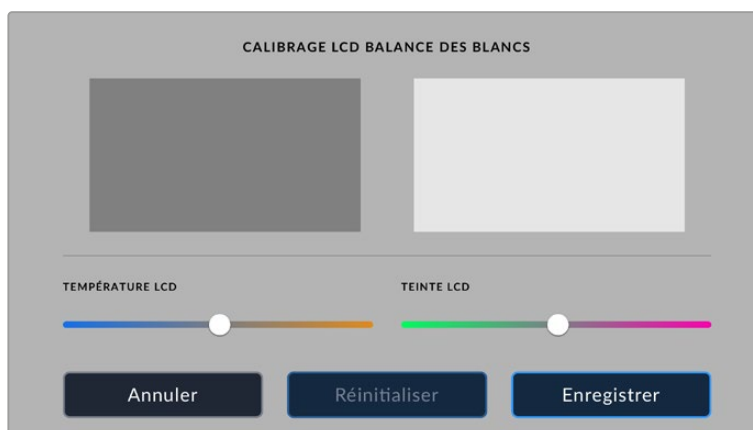 CALIBRAGE LCD BALANCE DES BLANCS
TEMPÉRATURE LCD
TEINTE LCD
Annuler
Réinitialiser
Enregistrer